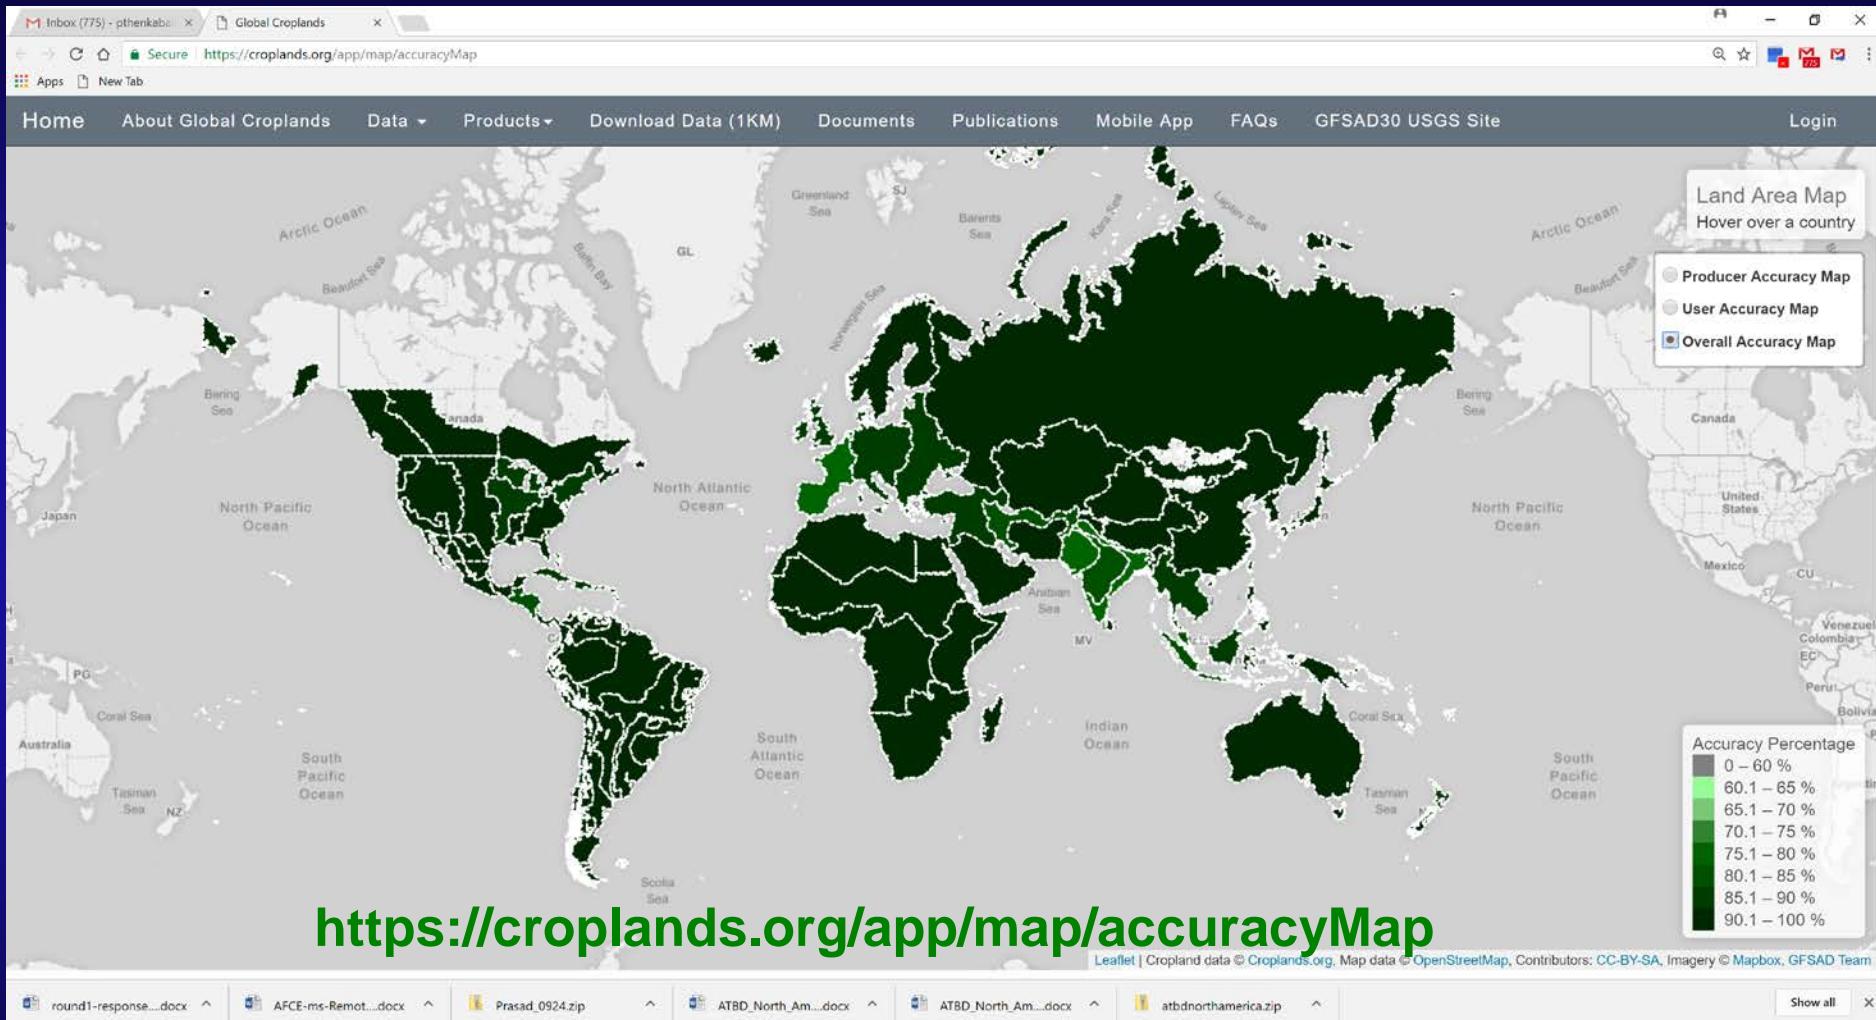 Inbox (775) - pthenkaba
Global Croplands
Secure https://croplands.org/app/map/accuracyMap
775
Apps New Tab
Home About Global Croplands Data Products Download Data (1KM) Documents Publications Mobile App FAQs GFSAD30 USGS Site Login
Land Area Map
Hover over a country
Producer Accuracy Map
User Accuracy Map
Overall Accuracy Map
Arctic Ocean
Beaufort Sea
Baffin Bay
GL
Greenland Sea
SJ
Norwegian Sea
Barents Sea
Kara Sea
Laptev Sea
Arctic Ocean
Beaufort Sea
Bering Sea
anada
Bering Sea
Canada
North Pacific Ocean
Japan
North Atlantic Ocean
North Pacific Ocean
United States
Mexico
CU
Arabian Sea
MV
Venezuel
Colombia
EC
Peru
Bolivia
PG
Coral Sea
Australia
Tasman Sea
NZ
South Pacific Ocean
South Atlantic Ocean
Indian Ocean
Coral Sea
Tasman Sea
South Pacific Ocean
Scotia Sea
Accuracy Percentage
0 – 60 %
60.1 – 65 %
65.1 – 70 %
70.1 – 75 %
75.1 – 80 %
80.1 – 85 %
85.1 – 90 %
90.1 – 100 %
https://croplands.org/app/map/accuracyMap
Leaflet | Cropland data © Croplands.org, Map data © OpenStreetMap, Contributors: CC-BY-SA, Imagery © Mapbox, GFSAD Team
round1-response....docx AFCE-ms-Remot....docx Prasad_0924.zip ATBD_North_Am....docx ATBD_North_Am....docx atbdnorthamerica.zip Show all